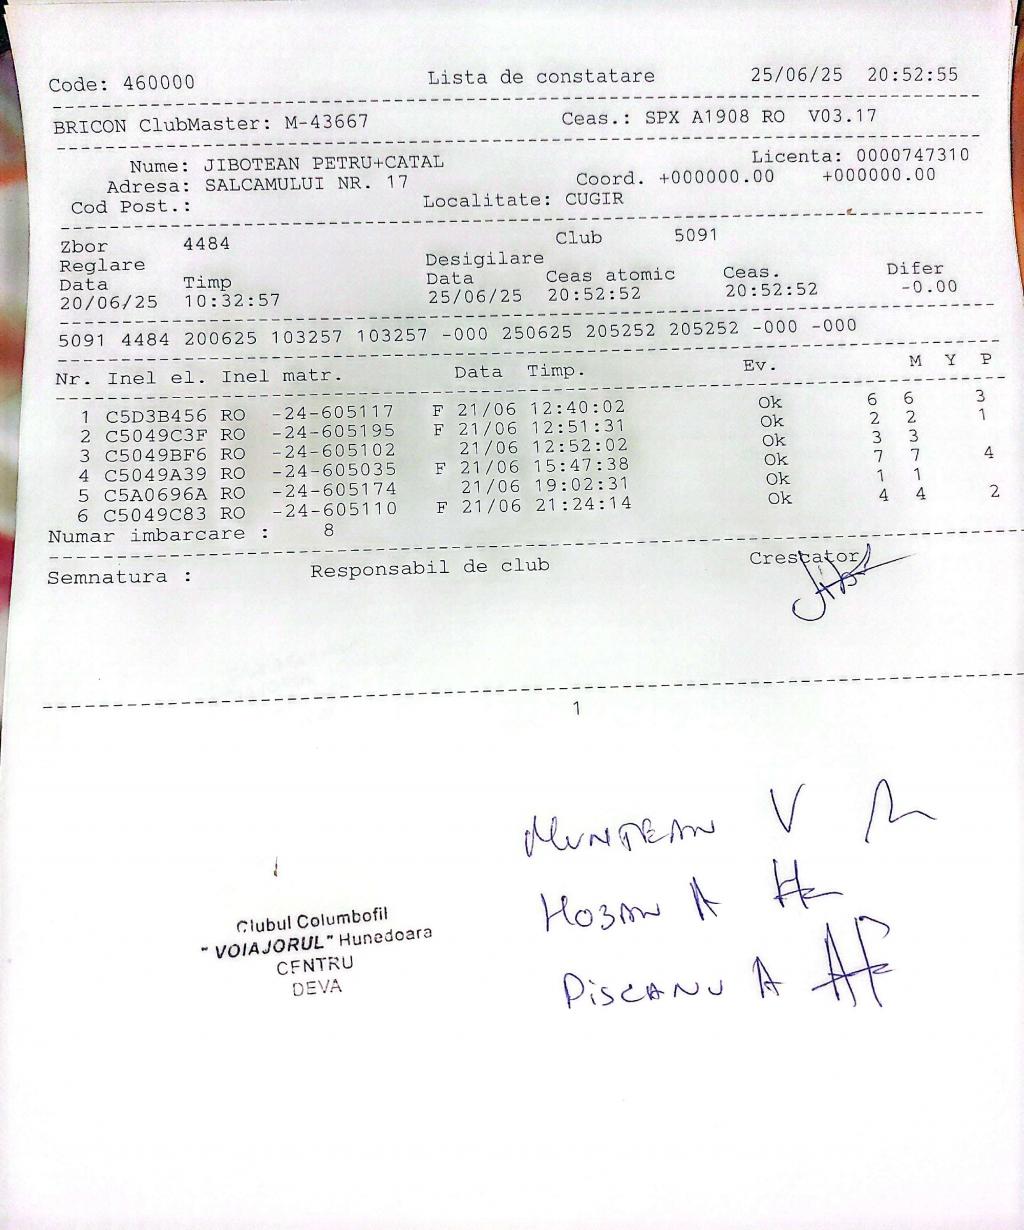 Code: 460000 Lista de constatare 25/06/25 20:52:55
BRICON ClubMaster: M-43667 Ceas.: SPX A1908 RO V03.17
Nume: JIBOTEAN PETRU+CATAL Licenta: 0000747310
Adresa: SALCAMULUI NR. 17 Coord. +000000.00 +000000.00
Cod Post.: Localitate: CUGIR
Zbor 4484 Club 5091
Reglare Desigilare
Data Timp Data Ceas atomic Ceas. Difer
20/06/25 10:32:57 25/06/25 20:52:52 20:52:52 -0.00
5091 4484 200625 103257 103257 -000 250625 205252 205252 -000 -000
Nr. Inel el. Inel matr. Data Timp. Ev. M Y P
1 C5D3B456 RO -24-605117 F 21/06 12:40:02 Ok 6 6 3
2 C5049C3F RO -24-605195 F 21/06 12:51:31 Ok 2 2 1
3 C5049BF6 RO -24-605102 21/06 12:52:02 Ok 3 3
4 C5049A39 RO -24-605035 F 21/06 15:47:38 Ok 7 7 4
5 C5A0696A RO -24-605174 21/06 19:02:31 Ok 1 1
6 C5049C83 RO -24-605110 F 21/06 21:24:14 Ok 4 4 2
Numar imbarcare : 8
Semnatura : Responsabil de club Crescator
1
MUNTEAN V
HOBAN A
PISCANU A
Clubul Columbofil
"VOIAJORUL" Hunedoara
CENTRU
DEVA